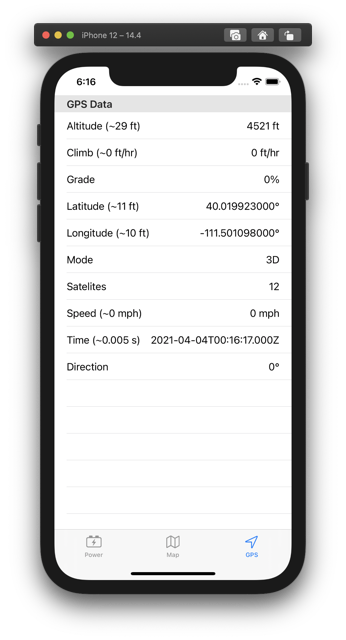 iPhone 12 – 14.4
6:16
GPS Data
Altitude (~29 ft) 4521 ft
Climb (~0 ft/hr) 0 ft/hr
Grade 0%
Latitude (~11 ft) 40.019923000°
Longitude (~10 ft) -111.501098000°
Mode 3D
Satelites 12
Speed (~0 mph) 0 mph
Time (~0.005 s) 2021-04-04T00:16:17.000Z
Direction 0°
Power Map GPS